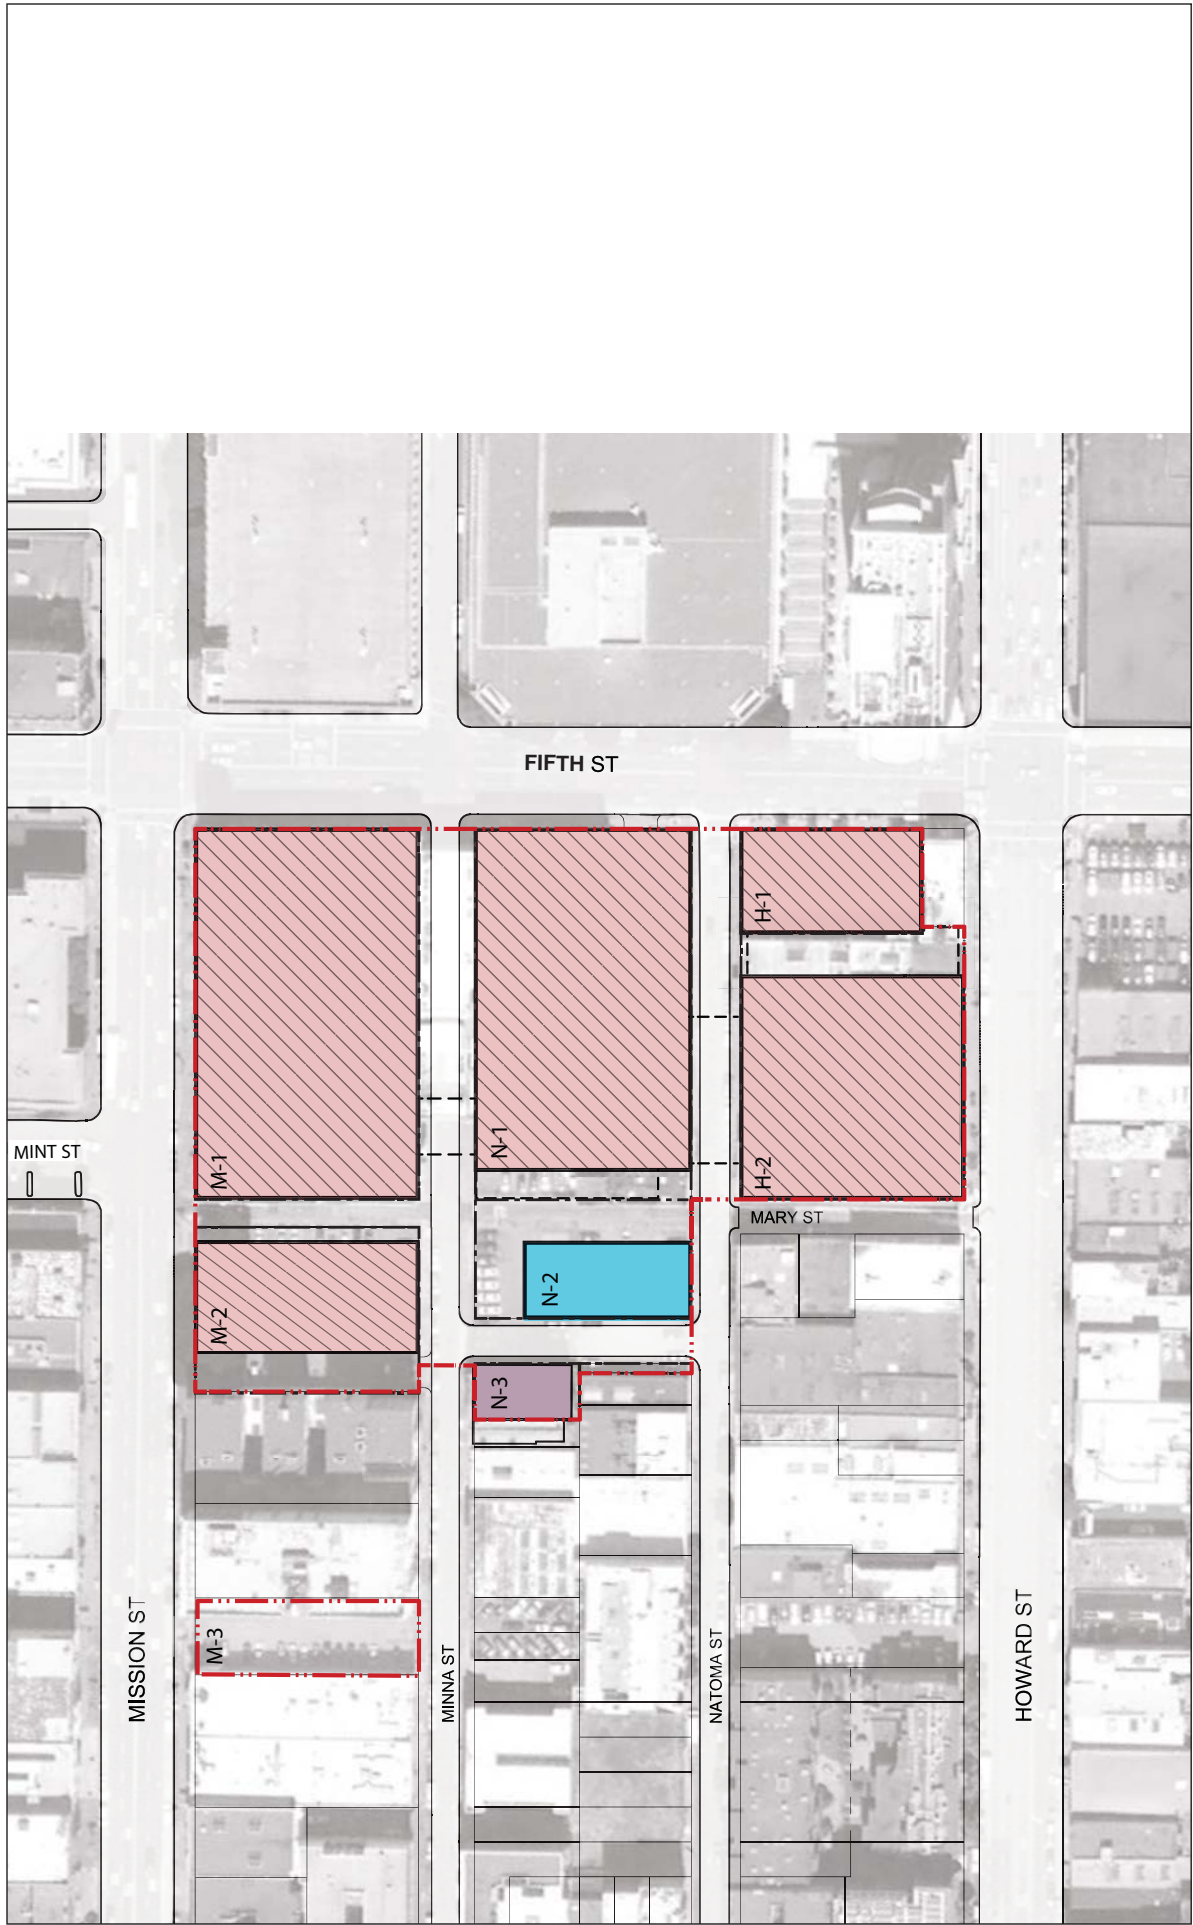 FIFTH ST
H-1
MINT ST
N-1
M-1
H-2
MARY ST
N-2
M-2
N-3
M-3
MISSION ST
MINNA ST
NATOMA ST
HOWARD ST